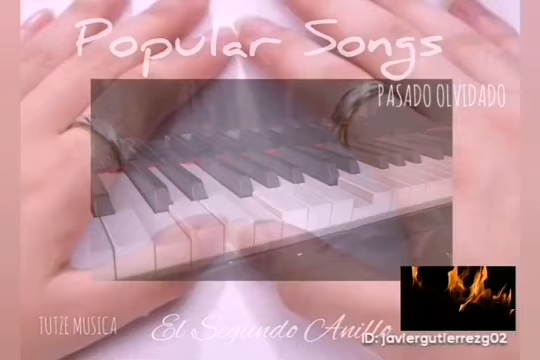 Popular Songs
PASADO OLVIDADO
TUTZE MUSICA
El Segundo Anillo
ID: javiergutierrezg02